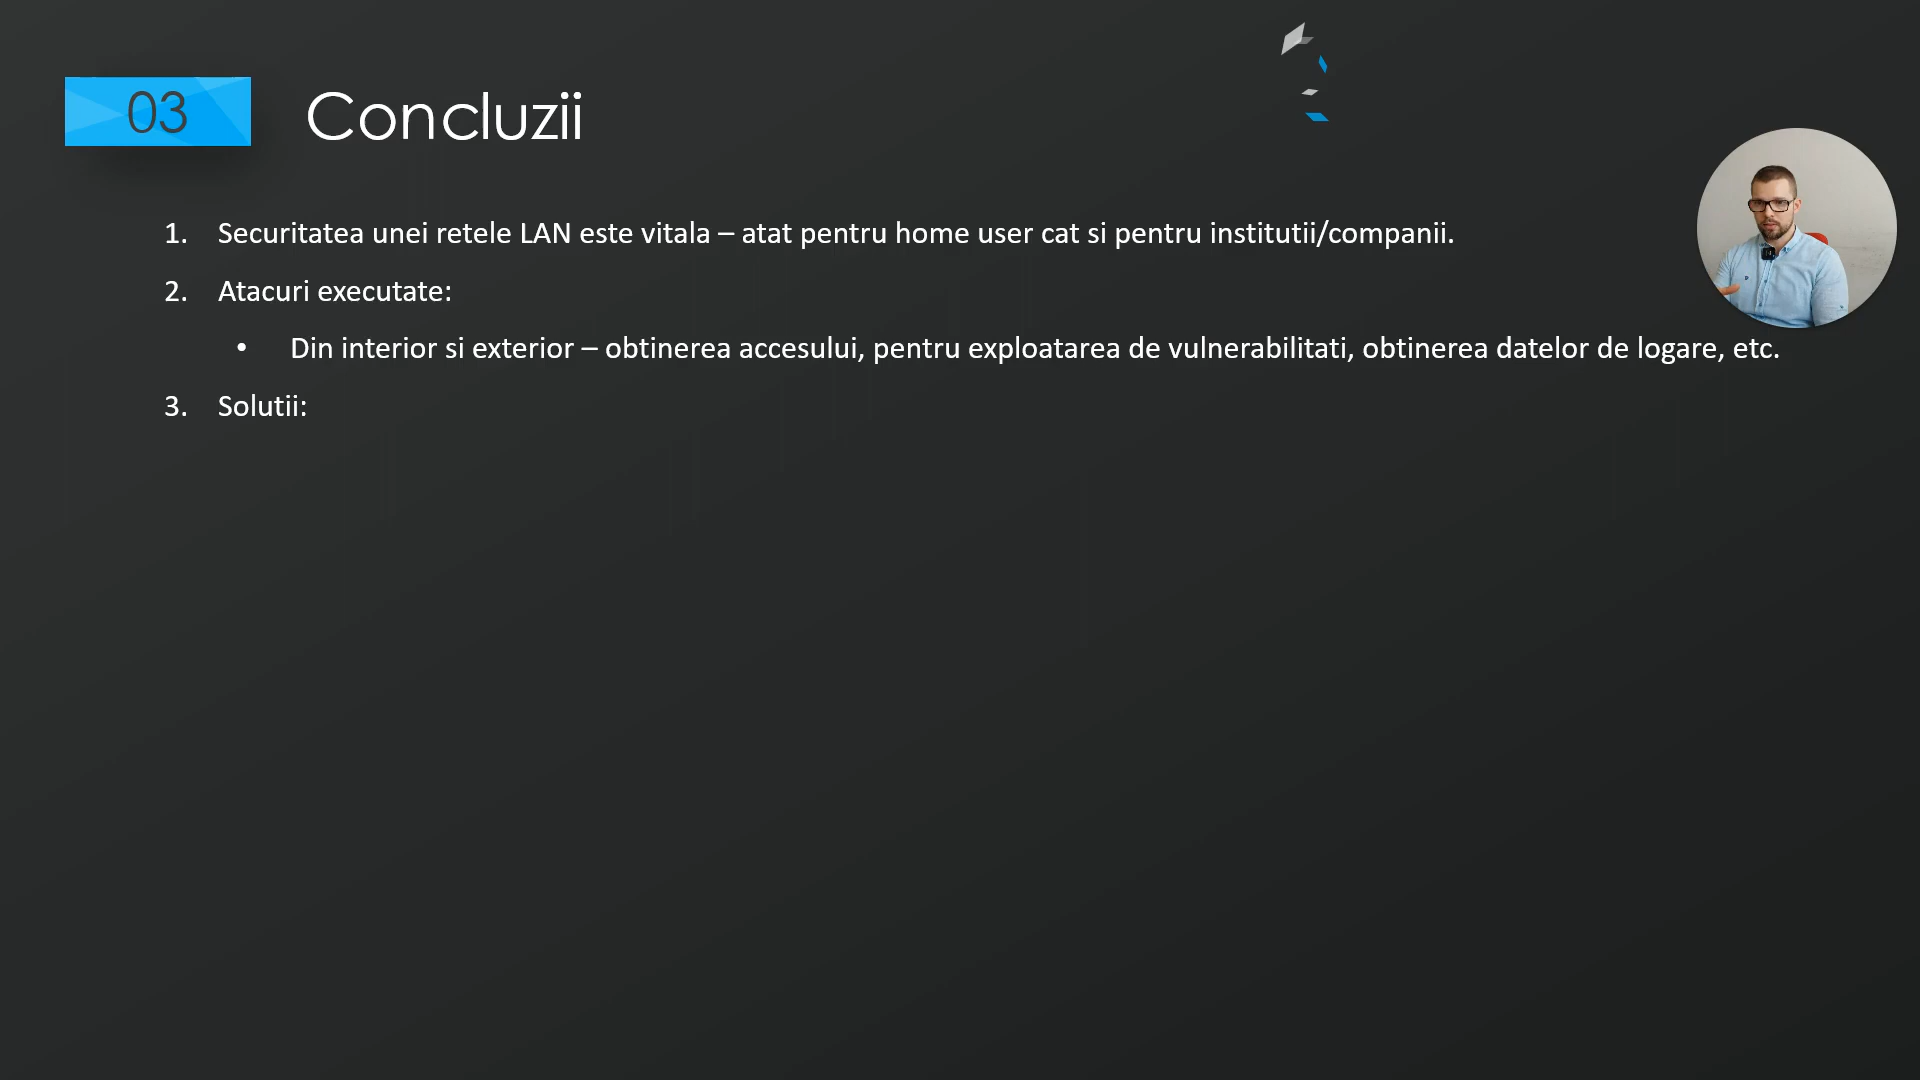 03
Concluzii
1. Securitatea unei retele LAN este vitala – atat pentru home user cat si pentru institutii/companii.
2. Atacuri executate:
• Din interior si exterior – obtinerea accesului, pentru exploatarea de vulnerabilitati, obtinerea datelor de logare, etc.
3. Solutii: